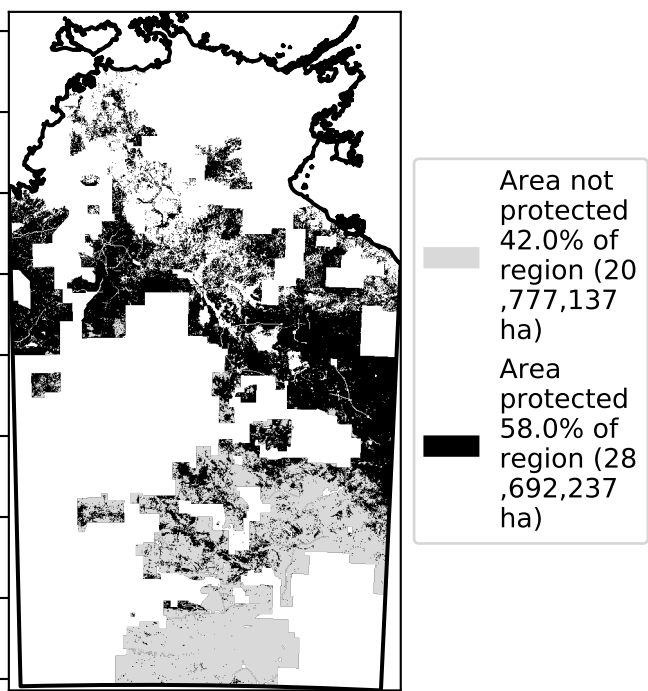 Area not
protected
42.0% of
region (20
,777,137
ha)
Area
protected
58.0% of
region (28
,692,237
ha)